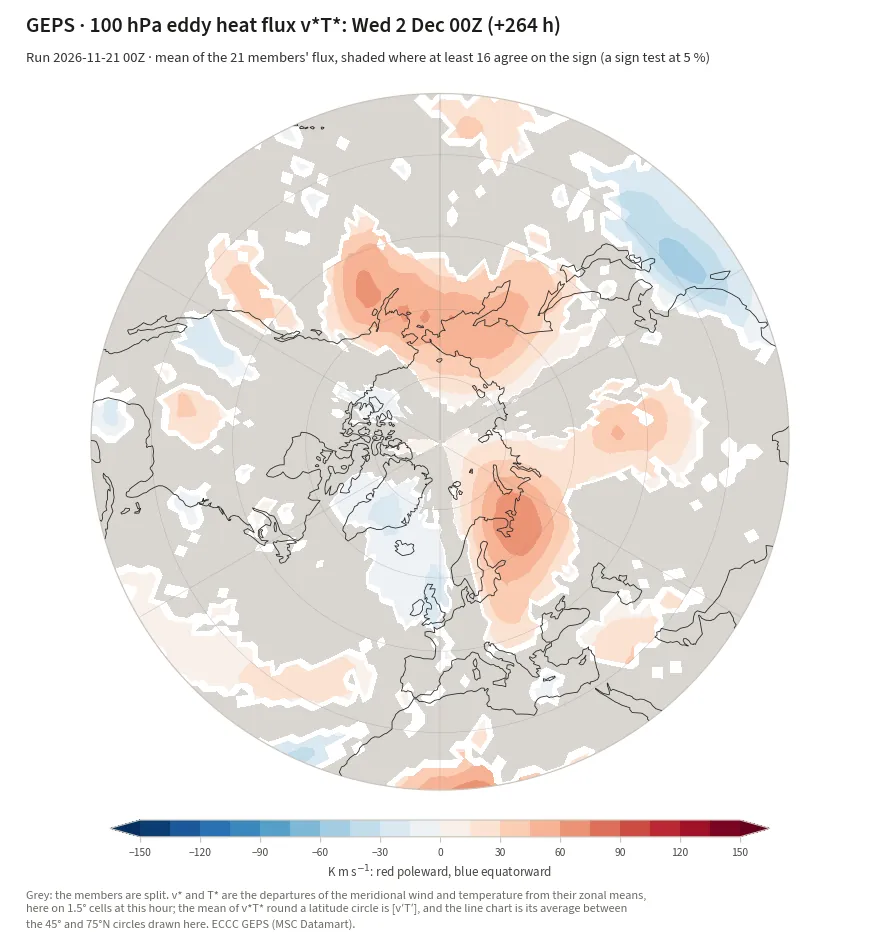 GEPS · 100 hPa eddy heat flux v*T*: Wed 2 Dec 00Z (+264 h)
Run 2026-11-21 00Z · mean of the 21 members' flux, shaded where at least 16 agree on the sign (a sign test at 5 %)
−150 −120 −90 −60 −30 0 30 60 90 120 150
K m s⁻¹: red poleward, blue equatorward
Grey: the members are split. v* and T* are the departures of the meridional wind and temperature from their zonal means,
here on 1.5° cells at this hour; the mean of v*T* round a latitude circle is [v'T'], and the line chart is its average between
the 45° and 75°N circles drawn here. ECCC GEPS (MSC Datamart).